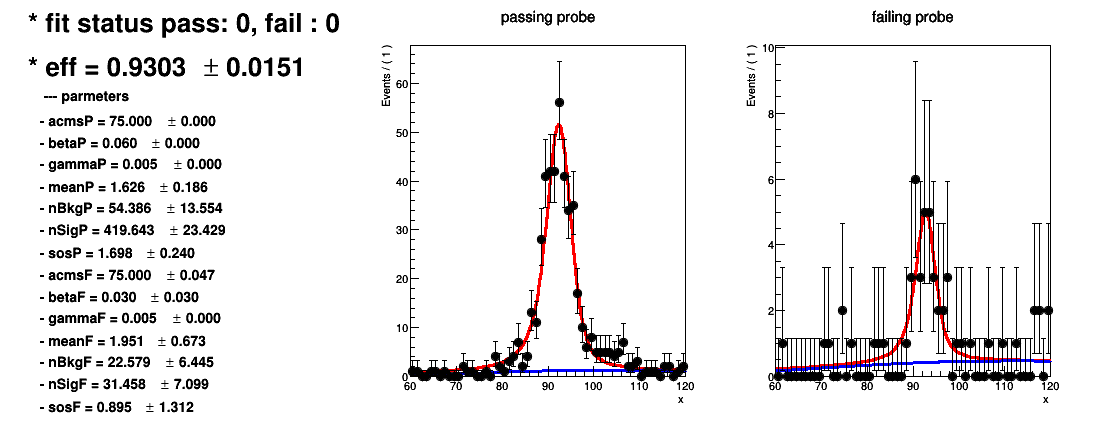 * fit status pass: 0, fail : 0
* eff = 0.9303 ± 0.0151
--- parmeters
- acmsP = 75.000 ± 0.000
- betaP = 0.060 ± 0.000
- gammaP = 0.005 ± 0.000
- meanP = 1.626 ± 0.186
- nBkgP = 54.386 ± 13.554
- nSigP = 419.643 ± 23.429
- sosP = 1.698 ± 0.240
- acmsF = 75.000 ± 0.047
- betaF = 0.030 ± 0.030
- gammaF = 0.005 ± 0.000
- meanF = 1.951 ± 0.673
- nBkgF = 22.579 ± 6.445
- nSigF = 31.458 ± 7.099
- sosF = 0.895 ± 1.312
passing probe
Events / ( 1 )
60
50
40
30
20
10
0
60 70 80 90 100 110 120
x
failing probe
Events / ( 1 )
10
8
6
4
2
0
60 70 80 90 100 110 120
x